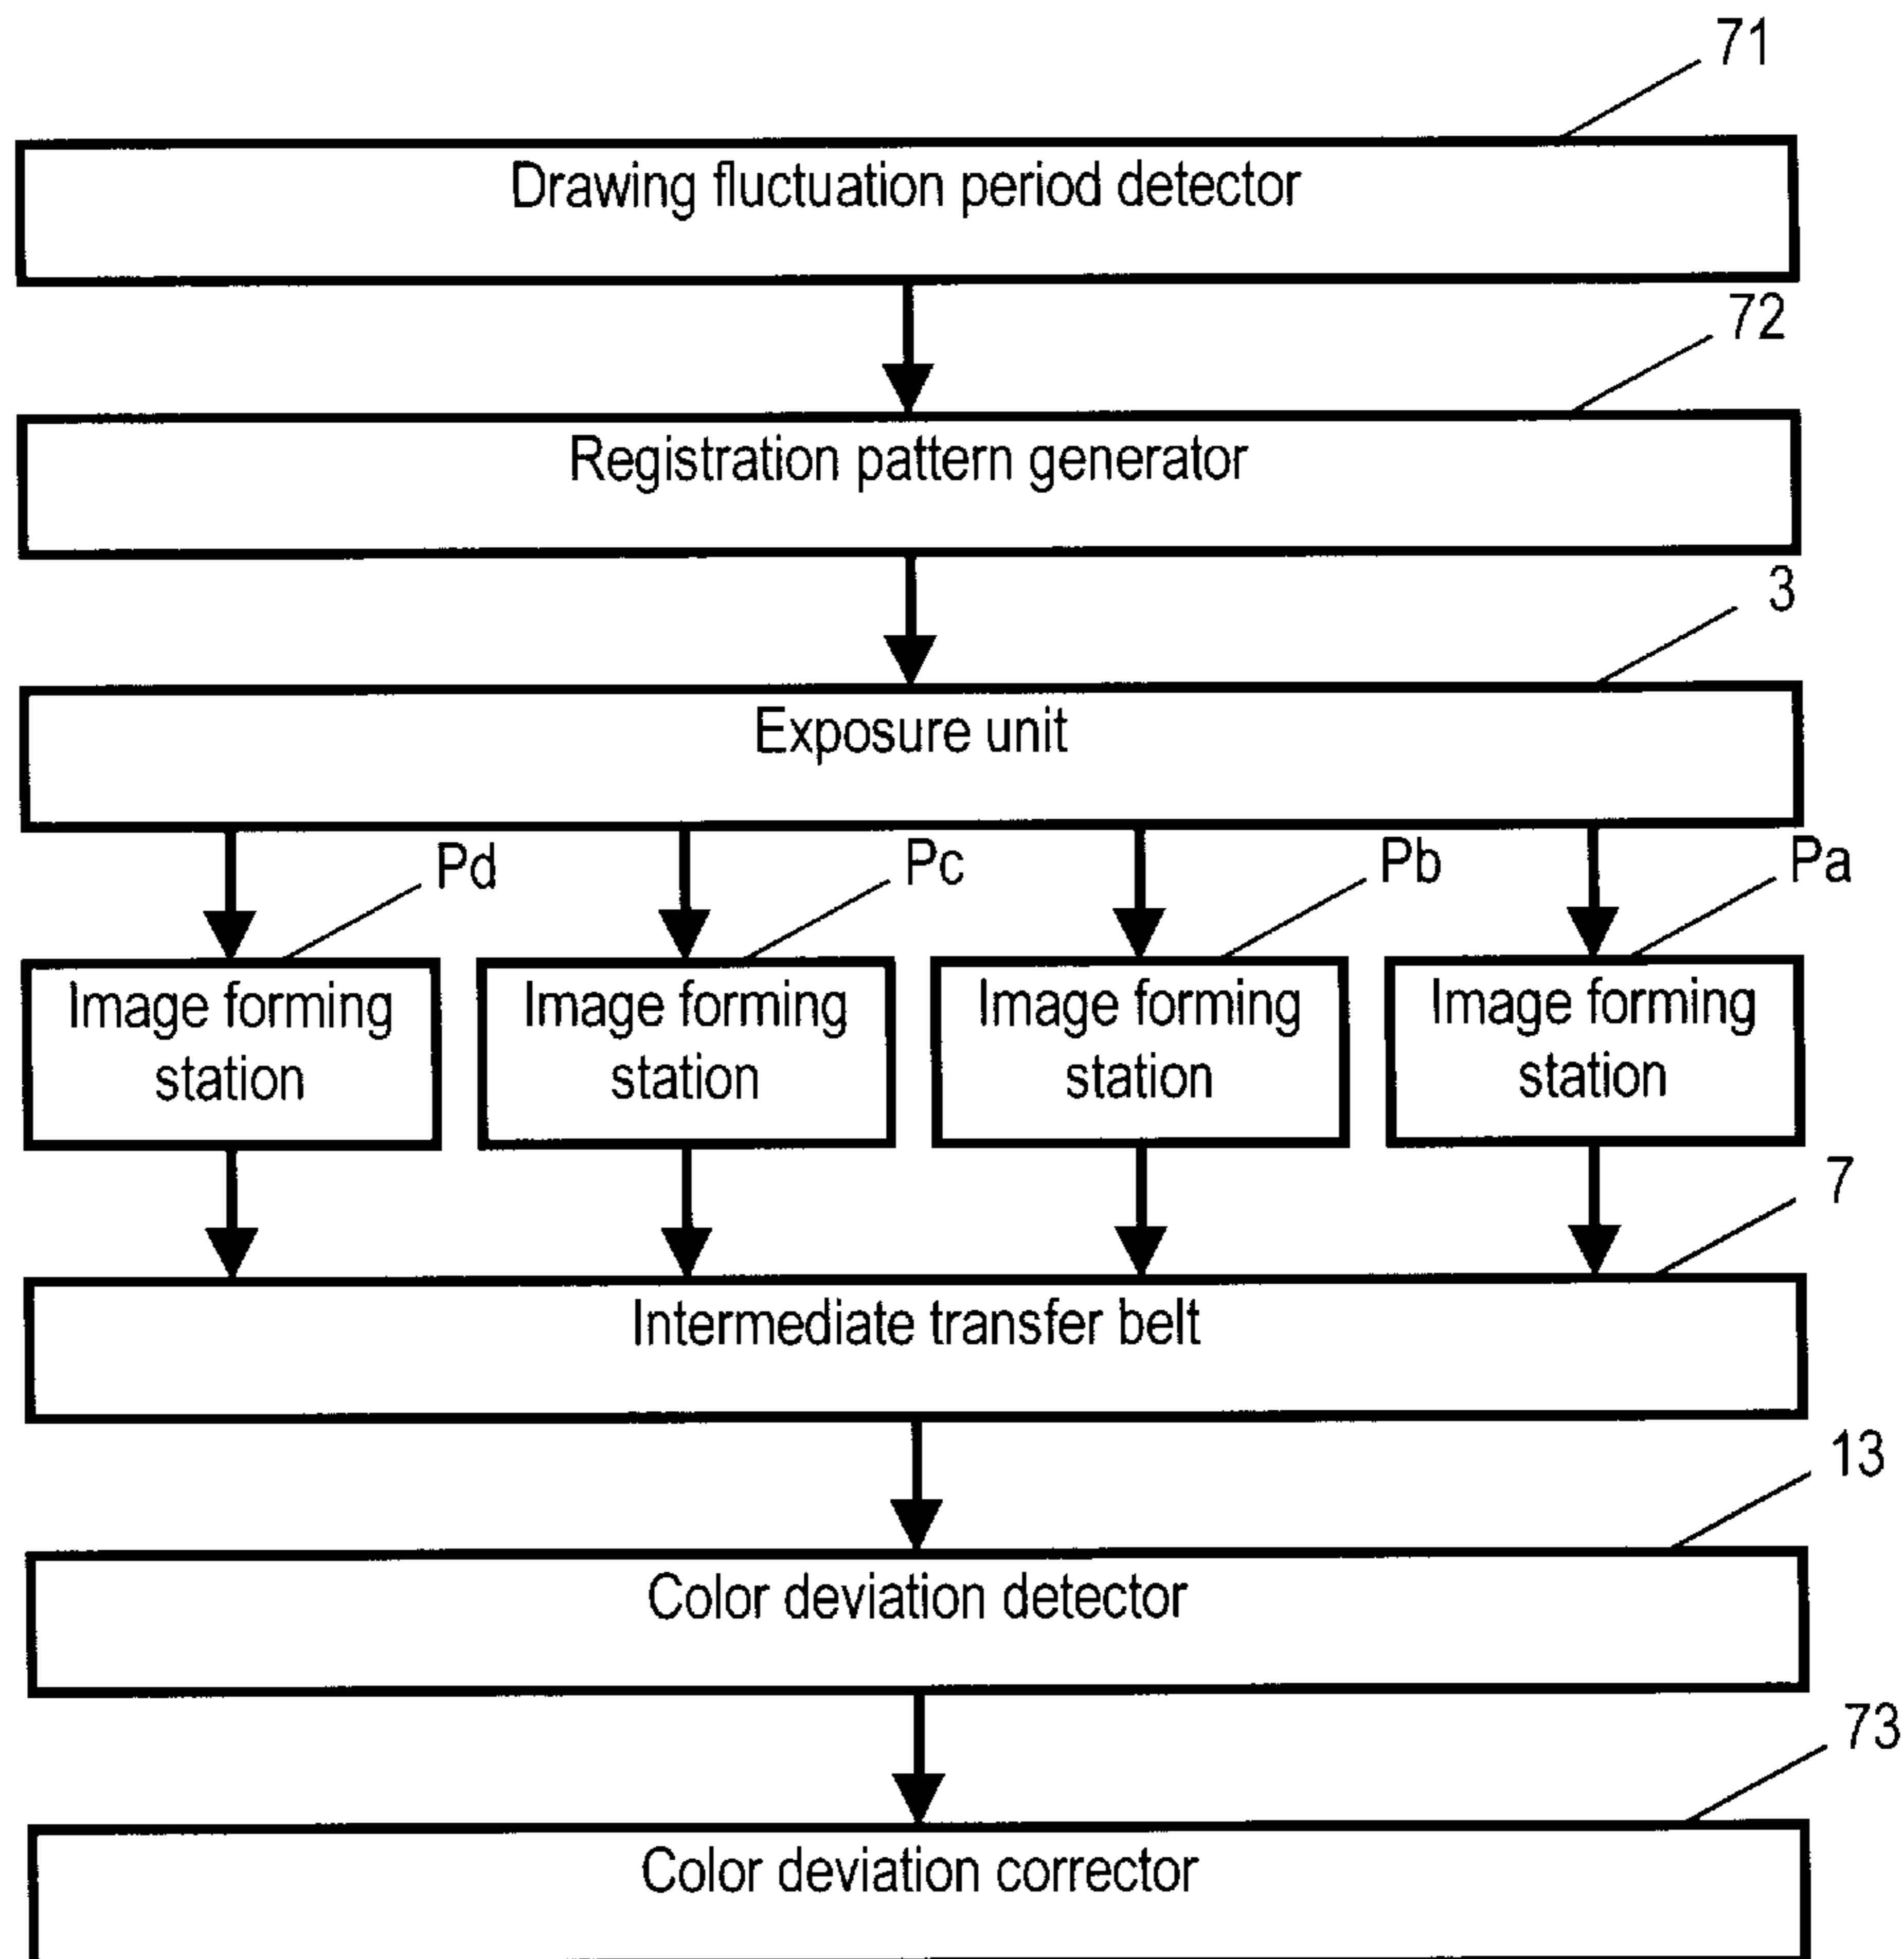 71
Drawing fluctuation period detector
72
Registration pattern generator
3
Exposure unit
Pd
Pc
Pb
Pa
Image forming
station
Image forming
station
Image forming
station
Image forming
station
7
Intermediate transfer belt
13
Color deviation detector
73
Color deviation corrector